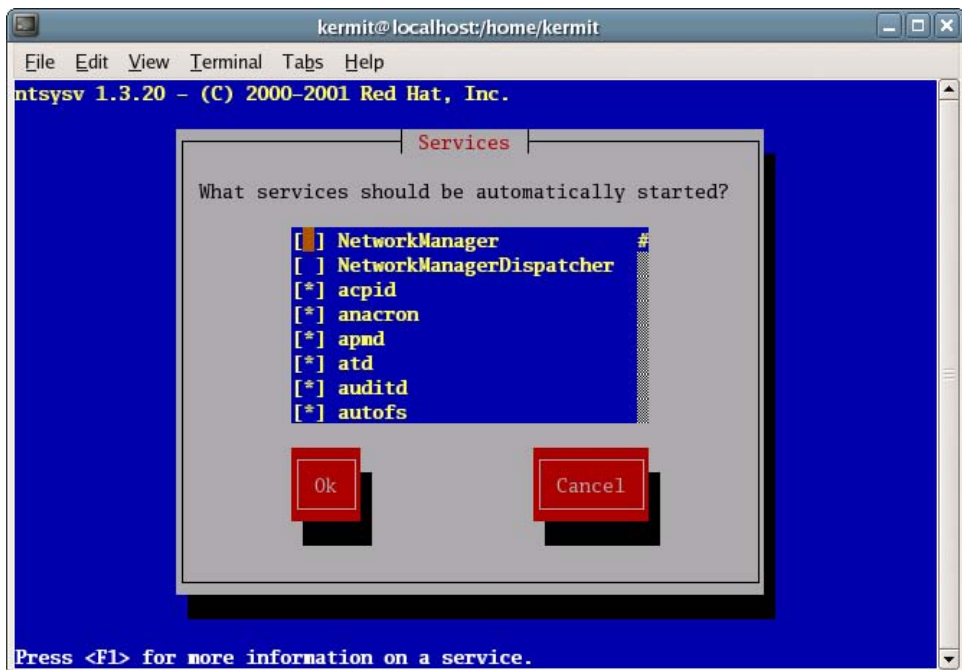 kermit@localhost:/home/kermit
File Edit View Terminal Tabs Help
ntsysv 1.3.20 - (C) 2000-2001 Red Hat, Inc.
Services
What services should be automatically started?
[ ] NetworkManager #
[ ] NetworkManagerDispatcher
[*] acpid
[*] anacron
[*] apmd
[*] atd
[*] auditd
[*] autofs
Ok Cancel
Press <F1> for more information on a service.